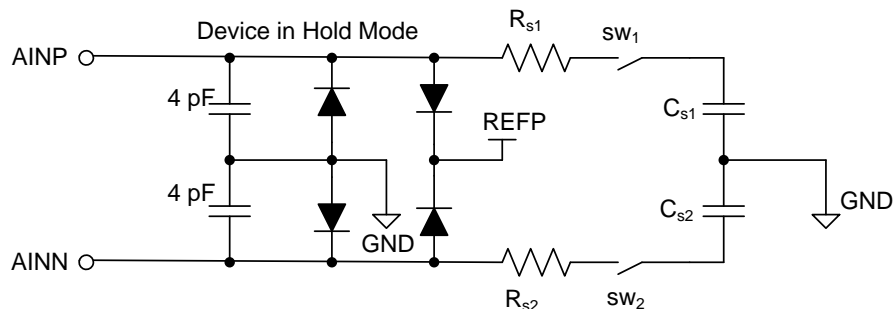 Device in Hold Mode
Rs1
sw1
AINP
4 pF
REFP
Cs1
4 pF
GND
Cs2
GND
AINN
Rs2
sw2